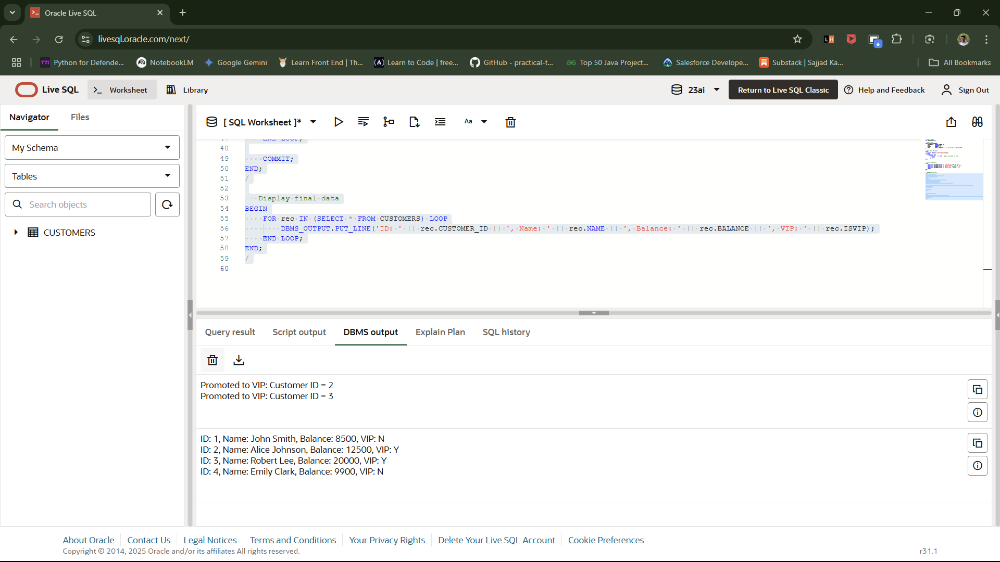 Oracle Live SQL
livesql.oracle.com/next/
Python for Defende...
NotebookLM
Google Gemini
Learn Front End | Th...
Learn to Code | free...
GitHub - practical-t...
Top 50 Java Project...
Salesforce Develope...
Substack | Sajjad Ka...
All Bookmarks
Live SQL
Worksheet
Library
23ai
Return to Live SQL Classic
Help and Feedback
Sign Out
Navigator
Files
My Schema
Tables
Search objects
CUSTOMERS
[ SQL Worksheet ]*
Aa
47 END LOOP;
48
49 COMMIT;
50 END;
51 /
52
53 -- Display final data
54 BEGIN
55 FOR rec IN (SELECT * FROM CUSTOMERS) LOOP
56 DBMS_OUTPUT.PUT_LINE('ID: ' || rec.CUSTOMER_ID || ', Name: ' || rec.NAME || ', Balance: ' || rec.BALANCE || ', VIP: ' || rec.ISVIP);
57 END LOOP;
58 END;
59 /
60
Query result
Script output
DBMS output
Explain Plan
SQL history
Promoted to VIP: Customer ID = 2
Promoted to VIP: Customer ID = 3
ID: 1, Name: John Smith, Balance: 8500, VIP: N
ID: 2, Name: Alice Johnson, Balance: 12500, VIP: Y
ID: 3, Name: Robert Lee, Balance: 20000, VIP: Y
ID: 4, Name: Emily Clark, Balance: 9900, VIP: N
About Oracle
Contact Us
Legal Notices
Terms and Conditions
Your Privacy Rights
Delete Your Live SQL Account
Cookie Preferences
Copyright © 2014, 2025 Oracle and/or its affiliates All rights reserved.
r31.1